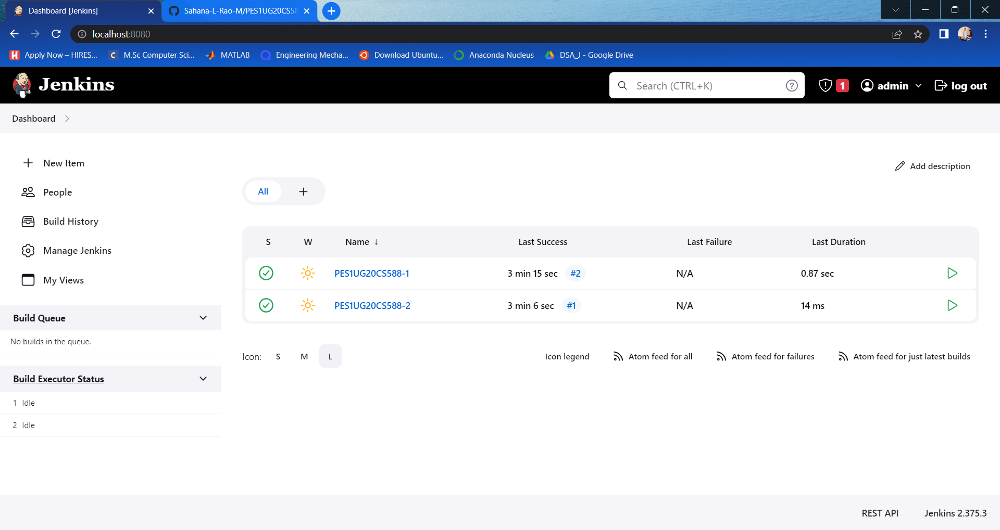 Dashboard [Jenkins]
Sahana-L-Rao-M/PES1UG20CS58
localhost:8080
Apply Now – HIRES...
M.Sc Computer Sci...
MATLAB
Engineering Mecha...
Download Ubuntu...
Anaconda Nucleus
DSA_J - Google Drive
Jenkins
Search (CTRL+K)
1
admin
log out
Dashboard
New Item
People
Build History
Manage Jenkins
My Views
Build Queue
No builds in the queue.
Build Executor Status
1 Idle
2 Idle
Add description
All
S W Name ↓ Last Success Last Failure Last Duration
PES1UG20CS588-1 3 min 15 sec #2 N/A 0.87 sec
PES1UG20CS588-2 3 min 6 sec #1 N/A 14 ms
Icon: S M L
Icon legend
Atom feed for all
Atom feed for failures
Atom feed for just latest builds
REST API
Jenkins 2.375.3